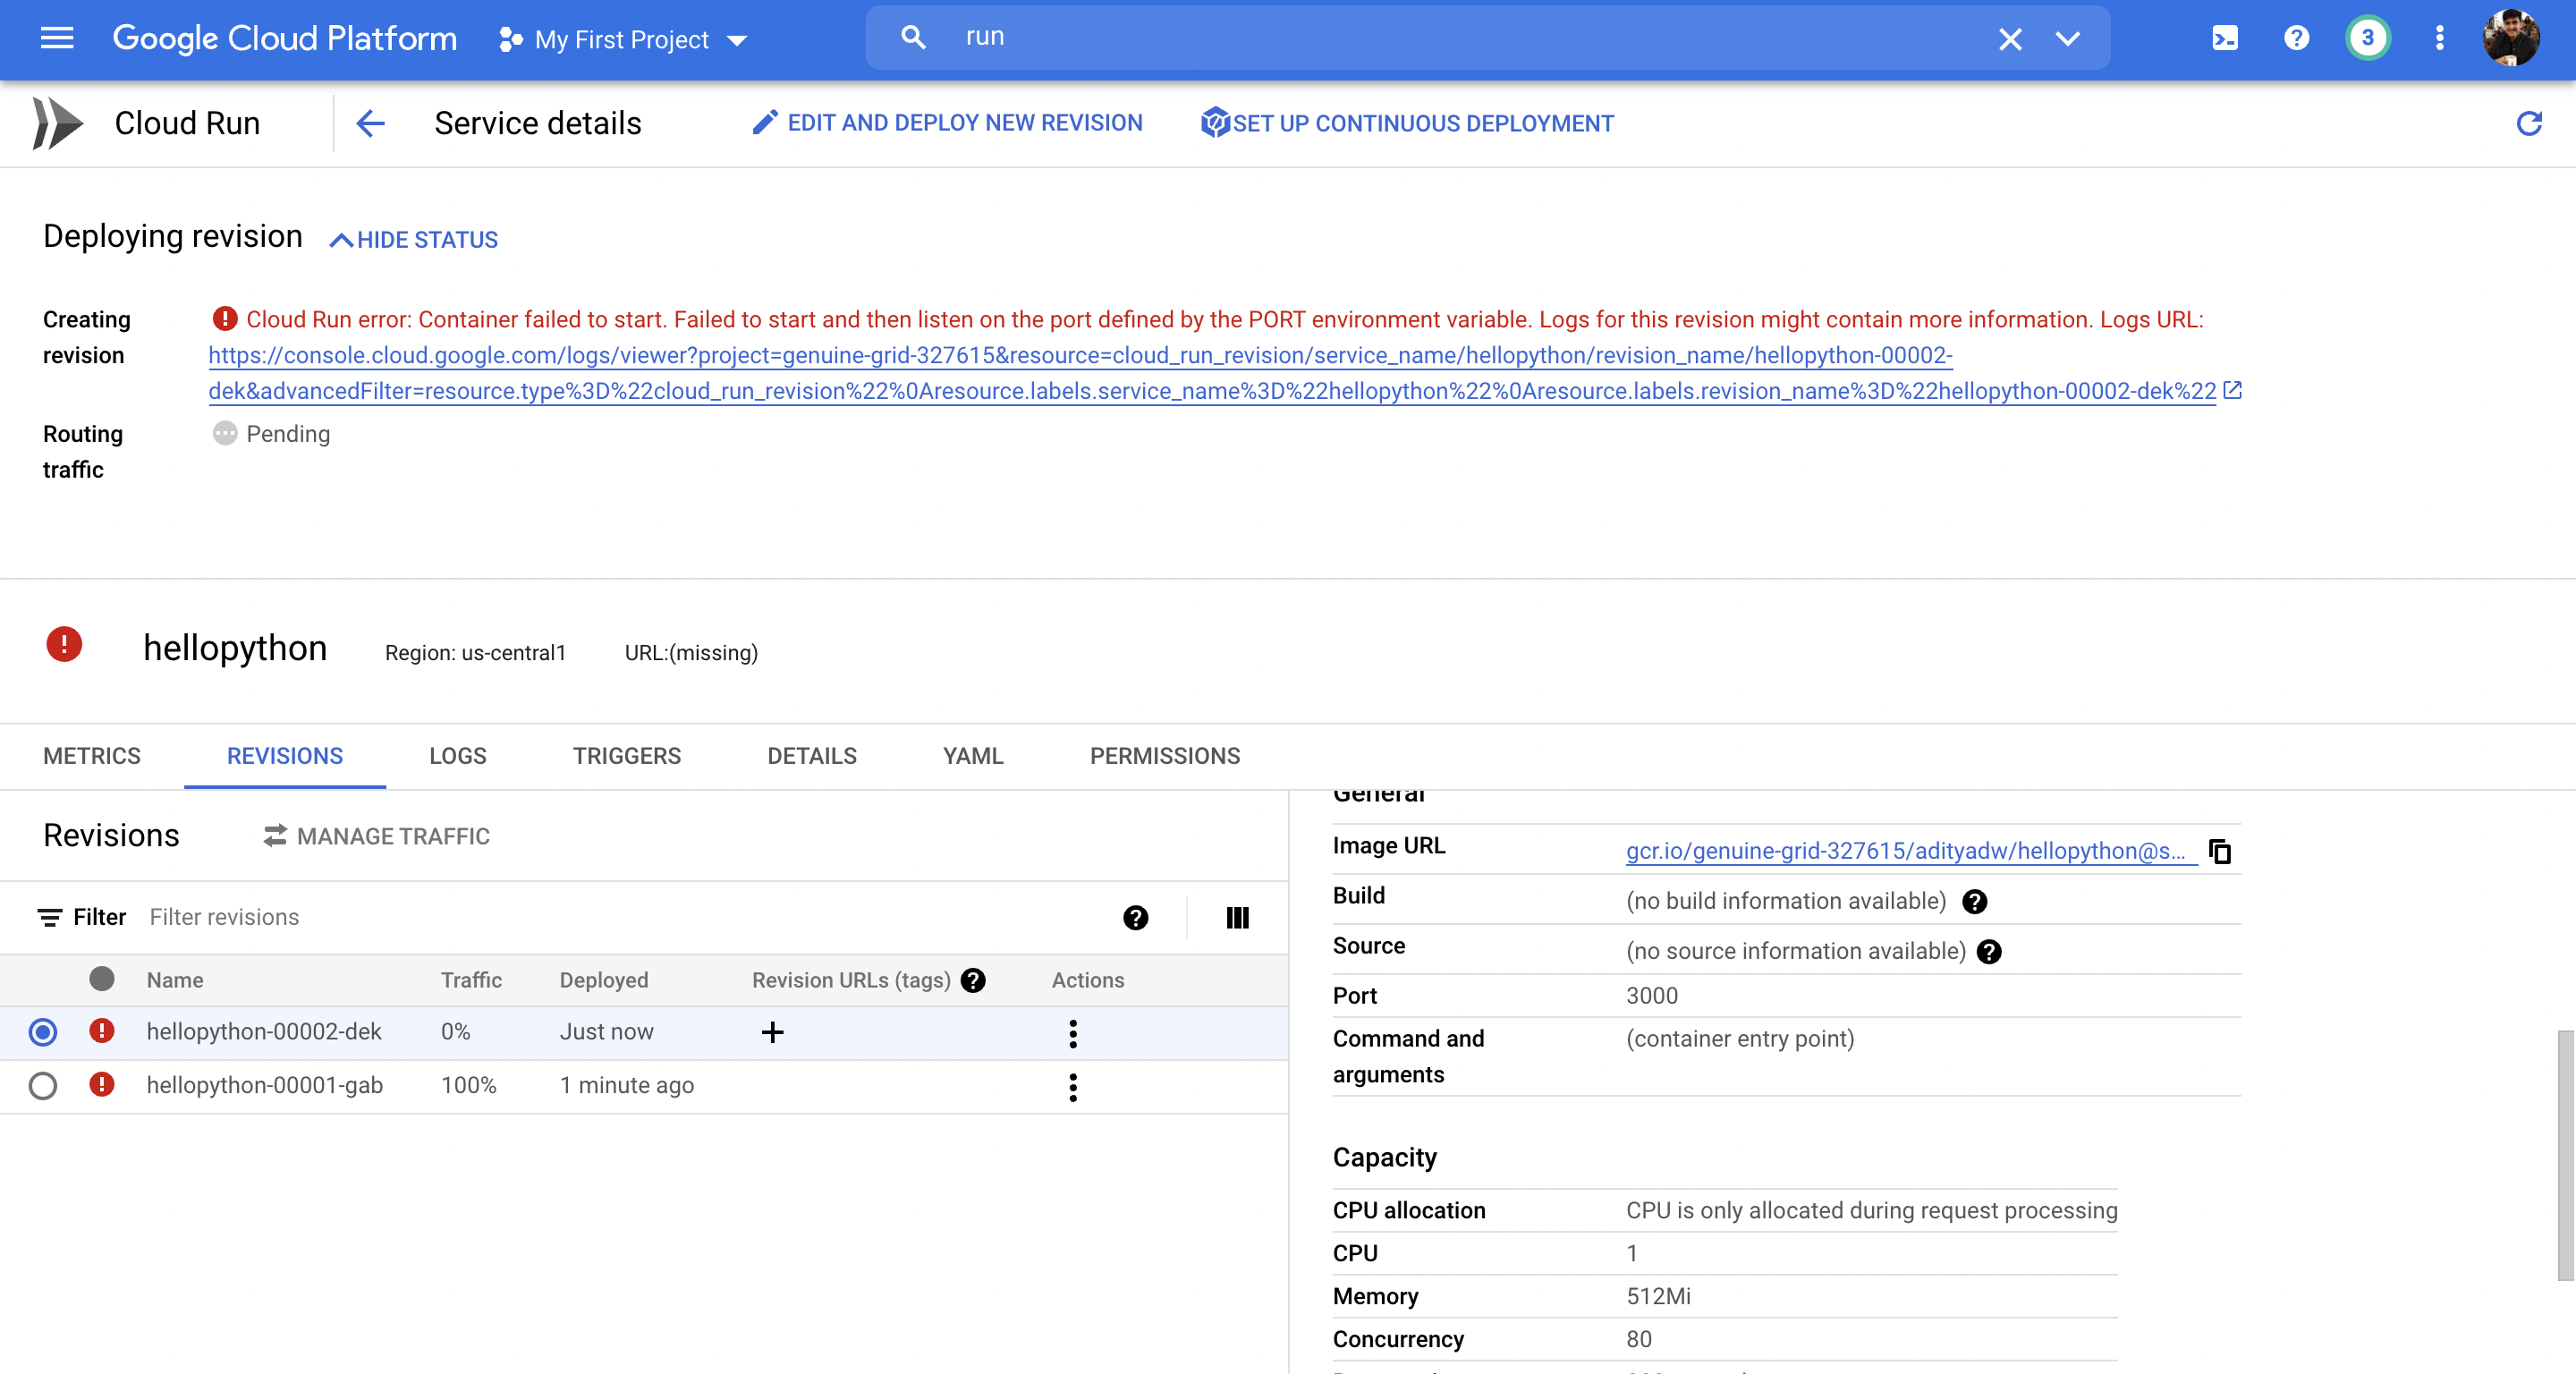 Google Cloud Platform
My First Project
run
3
Cloud Run
Service details
EDIT AND DEPLOY NEW REVISION
SET UP CONTINUOUS DEPLOYMENT
Deploying revision
HIDE STATUS
Creating revision
Cloud Run error: Container failed to start. Failed to start and then listen on the port defined by the PORT environment variable. Logs for this revision might contain more information. Logs URL:
https://console.cloud.google.com/logs/viewer?project=genuine-grid-327615&resource=cloud_run_revision/service_name/hellopython/revision_name/hellopython-00002-
dek&advancedFilter=resource.type%3D%22cloud_run_revision%22%0Aresource.labels.service_name%3D%22hellopython%22%0Aresource.labels.revision_name%3D%22hellopython-00002-dek%22
Routing traffic
Pending
hellopython
Region: us-central1
URL:(missing)
METRICS
REVISIONS
LOGS
TRIGGERS
DETAILS
YAML
PERMISSIONS
Revisions
MANAGE TRAFFIC
Filter
Filter revisions
Name Traffic Deployed Revision URLs (tags) Actions
hellopython-00002-dek 0% Just now
hellopython-00001-gab 100% 1 minute ago
General
Image URL gcr.io/genuine-grid-327615/adityadw/hellopython@s...
Build (no build information available)
Source (no source information available)
Port 3000
Command and arguments (container entry point)
Capacity
CPU allocation CPU is only allocated during request processing
CPU 1
Memory 512Mi
Concurrency 80